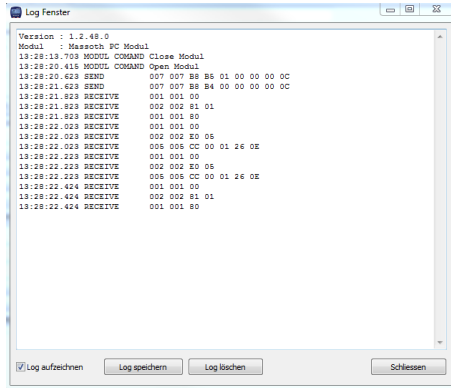 Log Fenster
Version : 1.2.48.0
Modul   : Massoth PC Modul
13:28:13.703 MODUL COMAND Close Modul
13:28:20.415 MODUL COMAND Open Modul
13:28:20.623 SEND         007 007 B8 B5 01 00 00 00 0C
13:28:21.623 SEND         007 007 B8 B4 00 00 00 00 0C
13:28:21.823 RECEIVE      001 001 00
13:28:21.823 RECEIVE      002 002 81 01
13:28:21.823 RECEIVE      001 001 80
13:28:22.023 RECEIVE      001 001 00
13:28:22.023 RECEIVE      002 002 E0 05
13:28:22.023 RECEIVE      005 005 CC 00 01 26 0E
13:28:22.223 RECEIVE      001 001 00
13:28:22.223 RECEIVE      002 002 E0 05
13:28:22.223 RECEIVE      005 005 CC 00 01 26 0E
13:28:22.424 RECEIVE      001 001 00
13:28:22.424 RECEIVE      002 002 81 01
13:28:22.424 RECEIVE      001 001 80
Log aufzeichnen Log speichern Log löschen Schliessen